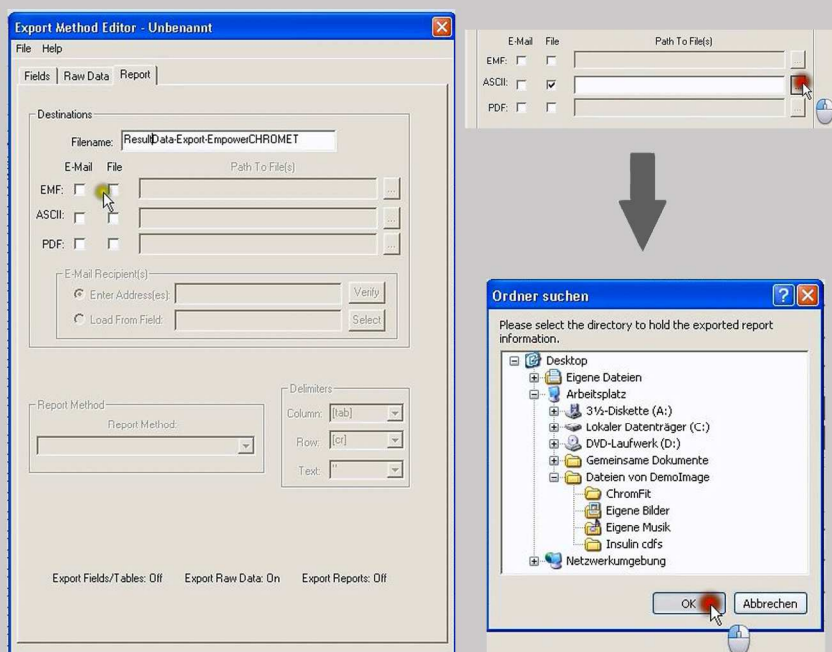 Export Method Editor - Unbenannt
File Help
Fields Raw Data Report
Destinations
Filename: ResultData-Export-EmpowerCHROMET
E-Mail File Path To File(s)
EMF: ...
ASCII: ...
PDF: ...
E-Mail Recipient(s)
Enter Address(es): Verify
Load From Field: Select
Report Method
Report Method:
Delimiters
Column: [tab]
Row: [cr]
Text: "
Export Fields/Tables: Off Export Raw Data: On Export Reports: Off
E-Mail File Path To File(s)
EMF: ...
ASCII:
PDF: ...
Ordner suchen
Please select the directory to hold the exported report
information.
Desktop
Eigene Dateien
Arbeitsplatz
3½-Diskette (A:)
Lokaler Datenträger (C:)
DVD-Laufwerk (D:)
Gemeinsame Dokumente
Dateien von DemoImage
ChromFit
Eigene Bilder
Eigene Musik
Insulin cdfs
Netzwerkumgebung
OK Abbrechen